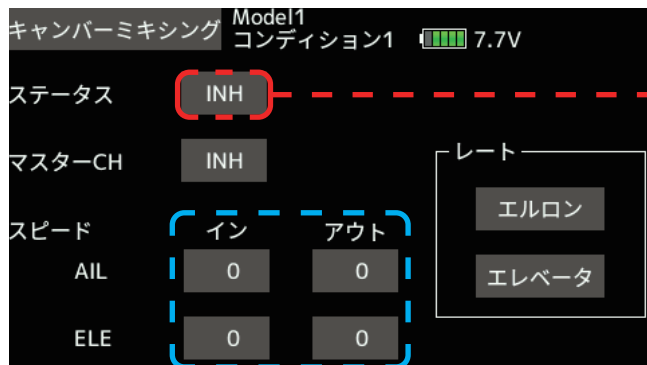 キャンバーミキシング
Model1
コンディション1 7.7V
ステータス INH
マスターCH INH
レート
エルロン
スピード イン アウト
AIL 0 0
エレベータ
ELE 0 0